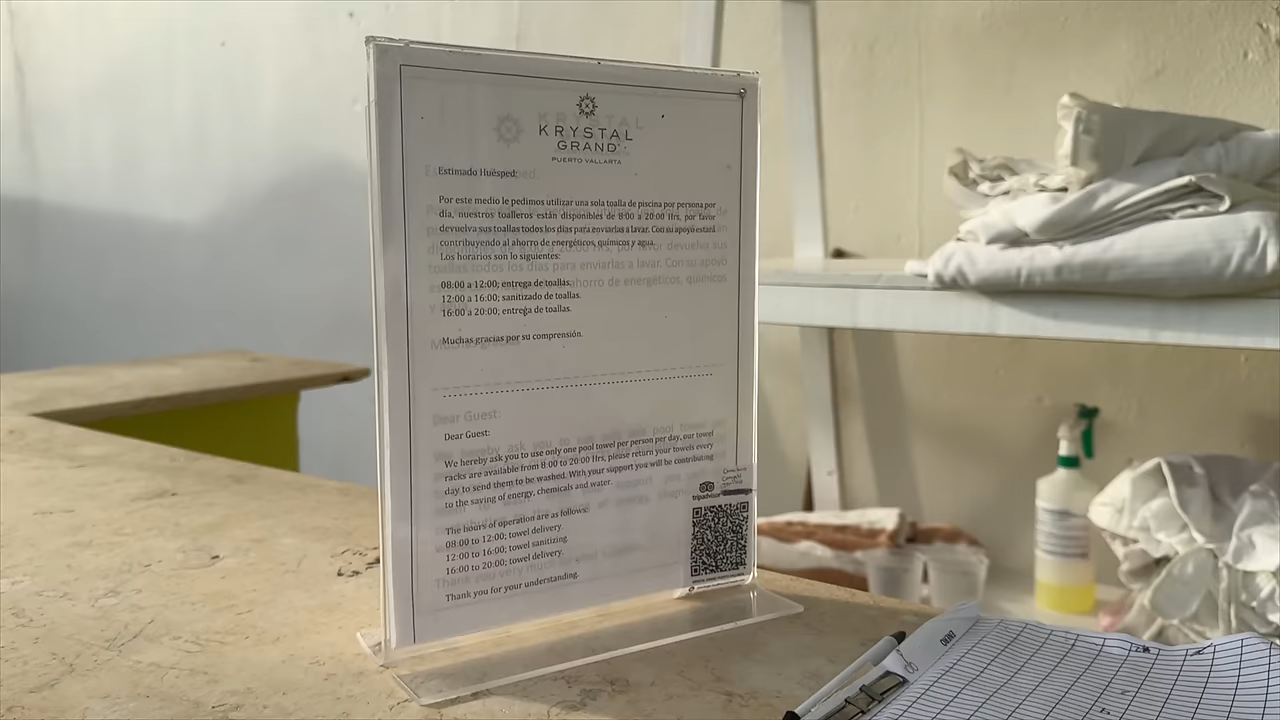 KRYSTAL
GRAND
PUERTO VALLARTA
Estimado Huésped:
Por este medio le pedimos utilizar una sola toalla de piscina por persona por
día, nuestros toalleros están disponibles de 8:00 a 20:00 Hrs, por favor
devuelva sus toallas todos los días para enviarlas a lavar. Con su apoyo estará
contribuyendo al ahorro de energéticos, químicos y agua.
Los horarios son lo siguientes:
08:00 a 12:00; entrega de toallas.
12:00 a 16:00; sanitizado de toallas.
16:00 a 20:00; entrega de toallas.
Muchas gracias por su comprensión.
Dear Guest:
We hereby ask you to use only one pool towel per person per day, our towel
racks are available from 8:00 to 20:00 Hrs, please return your towels every
day to send them to be washed. With your support you will be contributing
to the saving of energy, chemicals and water.
The hours of operation are as follows:
08:00 to 12:00; towel delivery.
12:00 to 16:00; towel sanitizing.
16:00 to 20:00; towel delivery.
Thank you for your understanding.
tripadvisor